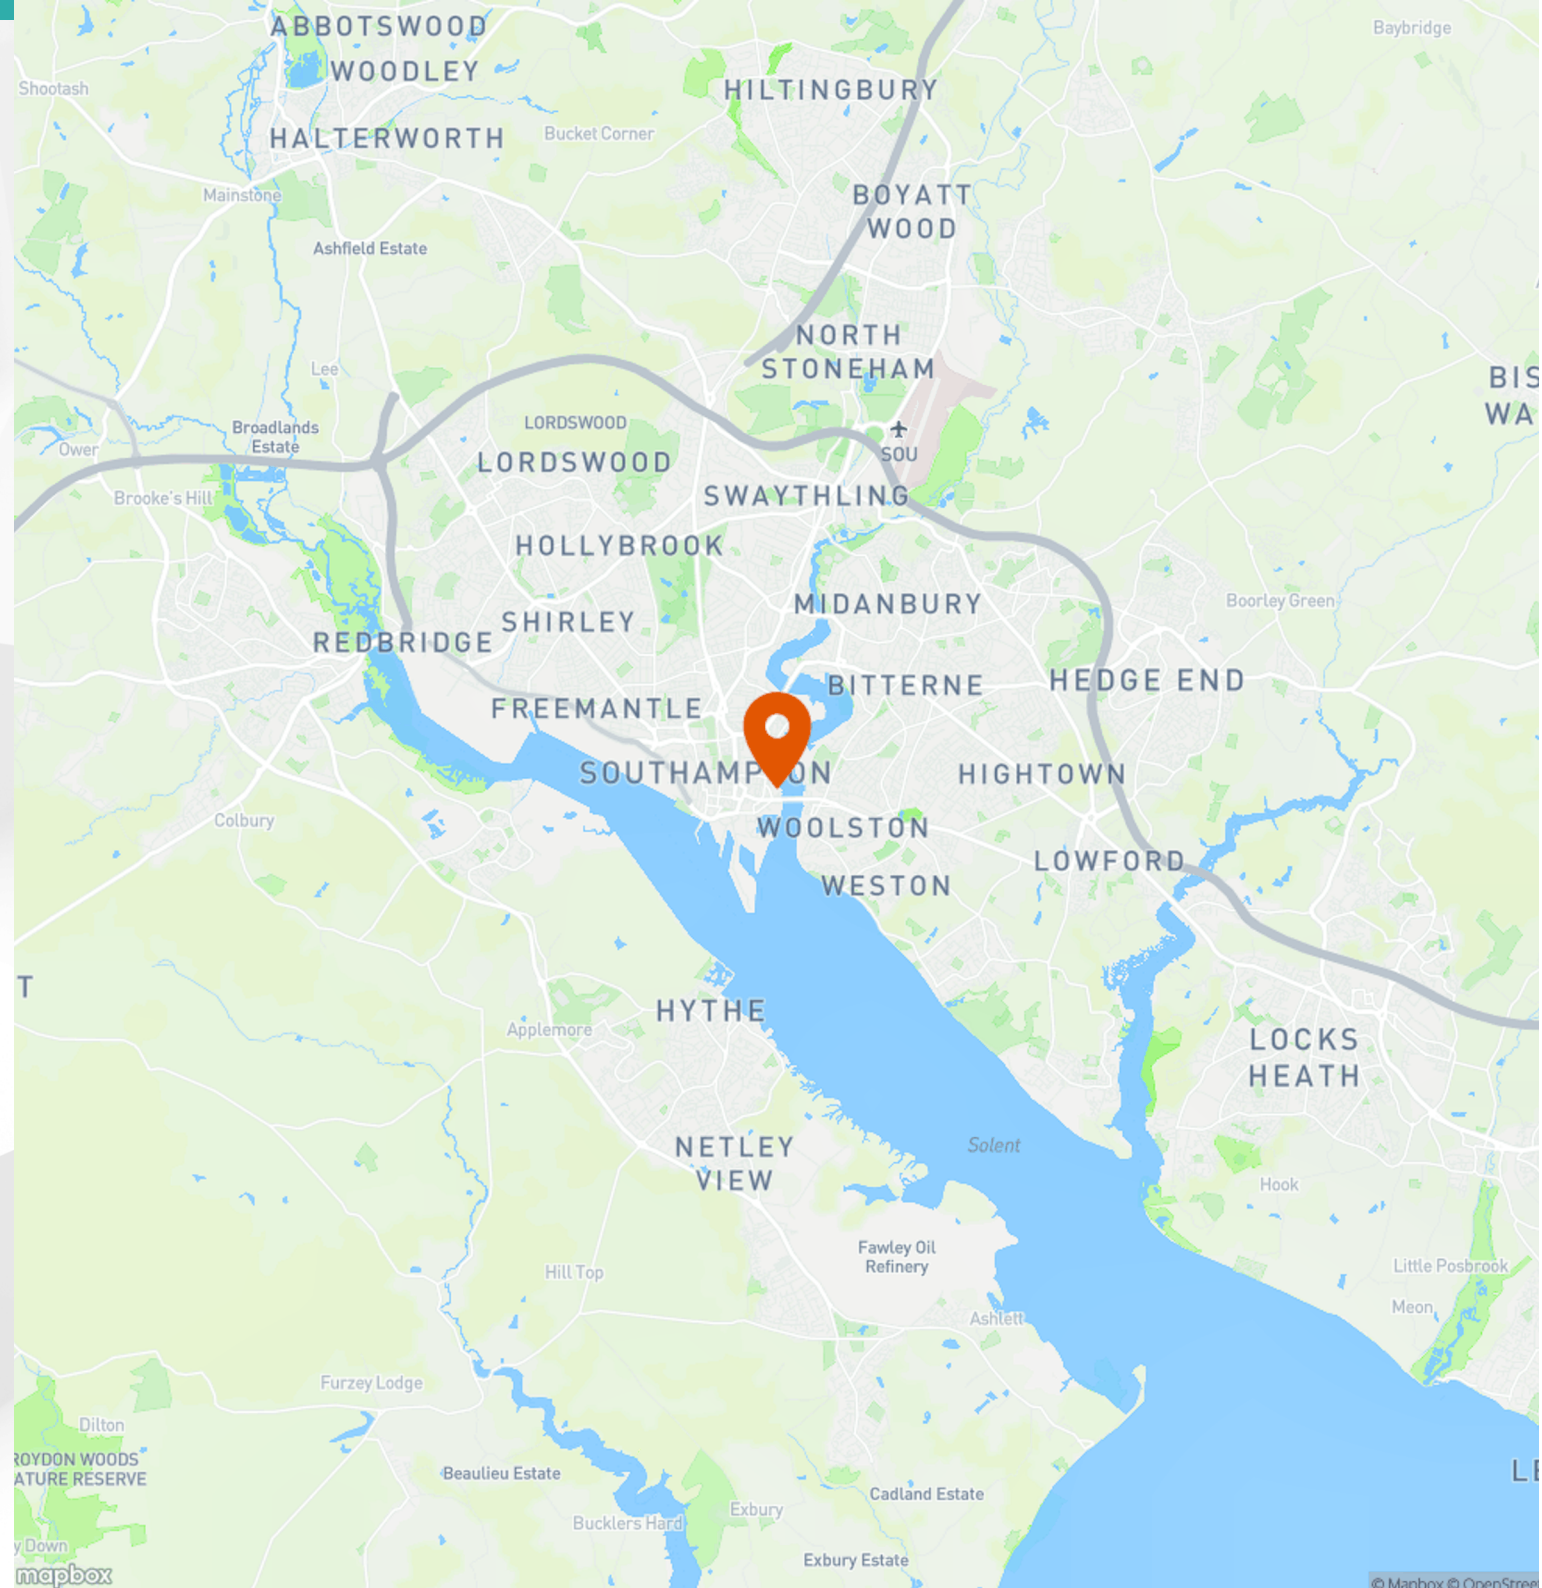 ABBOTSWOOD
Baybridge
WOODLEY
Shootash
HILTINGBURY
HALTERWORTH
Bucket Corner
Mainstone
BOYATT
WOOD
Ashfield Estate
NORTH
STONEHAM
Lee
BIS
WA
LORDSWOOD
Broadlands
Estate
Ower
SOU
LORDSWOOD
Brooke's Hill
SWAYTHLING
HOLLYBROOK
MIDANBURY
Boorley Green
SHIRLEY
REDBRIDGE
BITTERNE
HEDGE END
FREEMANTLE
SOUTHAMPTON
HIGHTOWN
Colbury
WOOLSTON
LOWFORD
WESTON
T
HYTHE
Applemore
LOCKS
HEATH
NETLEY
VIEW
Solent
Hook
Fawley Oil
Refinery
Hill Top
Little Posbrook
Meon
Ashlett
Furzey Lodge
Dilton
ROYDON WOODS
ATURE RESERVE
Beaulieu Estate
LE
Cadland Estate
Exbury
Bucklers Hard
y Down
Exbury Estate
mapbox
© Mapbox © OpenStree